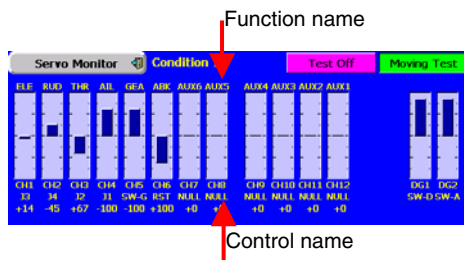 Function name
Servo Monitor Condition Test Off Moving Test
ELE RUD THR AIL GEA ABK AUX6 AUX5 AUX4 AUX3 AUX2 AUX1
CH1 CH2 CH3 CH4 CH5 CH6 CH7 CH8 CH9 CH10 CH11 CH12 DG1 DG2
J3 J4 J2 J1 SW-G RST NULL NULL NULL NULL NULL NULL SW-D SW-A
+14 -45 +67 -100 -100 +100 +0 +0 +0 +0 +0 +0
Control name